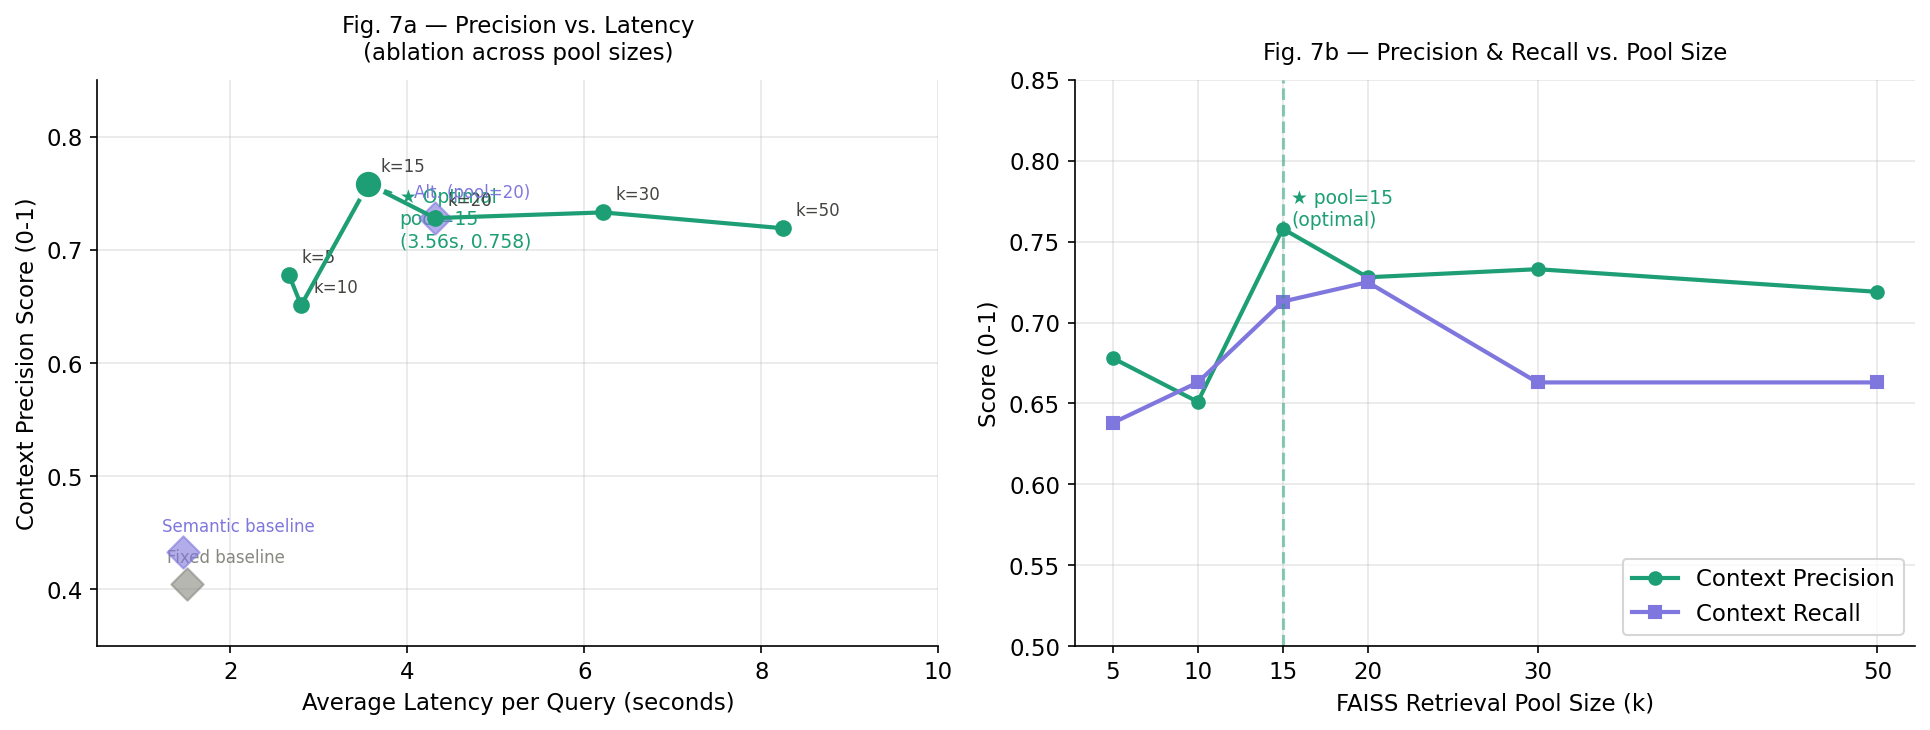 Fig. 7a — Precision vs. Latency
(ablation across pool sizes)
Context Precision Score (0-1)
0.8
0.7
0.6
0.5
0.4
k=15
★ Optimal
pool=15
(3.56s, 0.758)
Alt. (pool=20)
k=20
k=30
k=50
k=5
k=10
Semantic baseline
Fixed baseline
2
4
6
8
10
Average Latency per Query (seconds)
Fig. 7b — Precision & Recall vs. Pool Size
Score (0-1)
0.85
0.80
0.75
0.70
0.65
0.60
0.55
0.50
★ pool=15
(optimal)
Context Precision
Context Recall
5
10
15
20
30
50
FAISS Retrieval Pool Size (k)